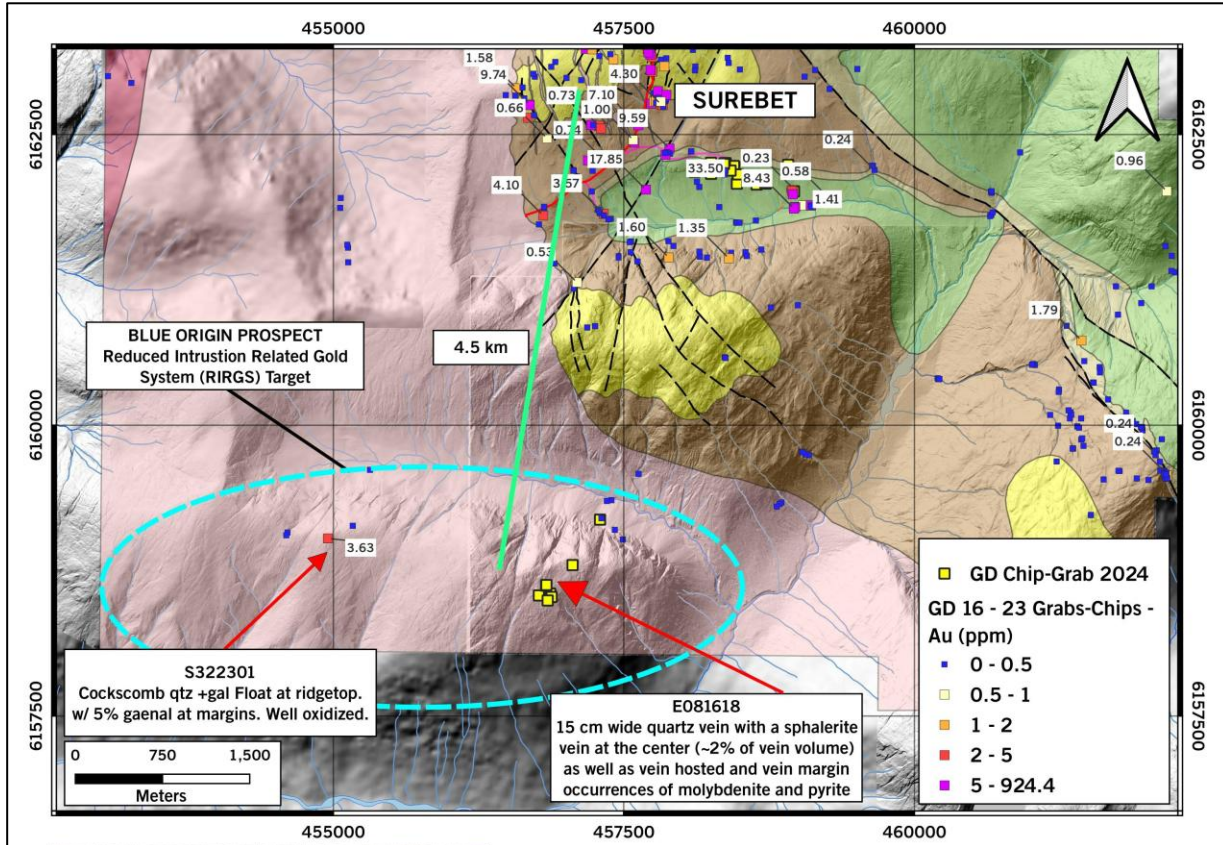 455000
457500
460000
1.58
9.74
4.30
0.73
7.10
1.00
0.66
0.74
9.59
SUREBET
6162500
6162500
0.24
0.96
17.85
33.50
0.23
8.43
0.58
4.10
3.67
1.41
1.60
1.35
0.53
1.79
BLUE ORIGIN PROSPECT
Reduced Intrusion Related Gold
System (RIRGS) Target
4.5 km
6160000
6160000
0.24
0.24
3.63
GD Chip-Grab 2024
GD 16 - 23 Grabs-Chips -
Au (ppm)
0 - 0.5
0.5 - 1
1 - 2
2 - 5
5 - 924.4
S322301
Cockscomb qtz +gal Float at ridgetop.
w/ 5% gaenal at margins. Well oxidized.
E081618
15 cm wide quartz vein with a sphalerite
vein at the center (~2% of vein volume)
as well as vein hosted and vein margin
occurrences of molybdenite and pyrite
6157500
6157500
0 750 1,500
Meters
455000
457500
460000